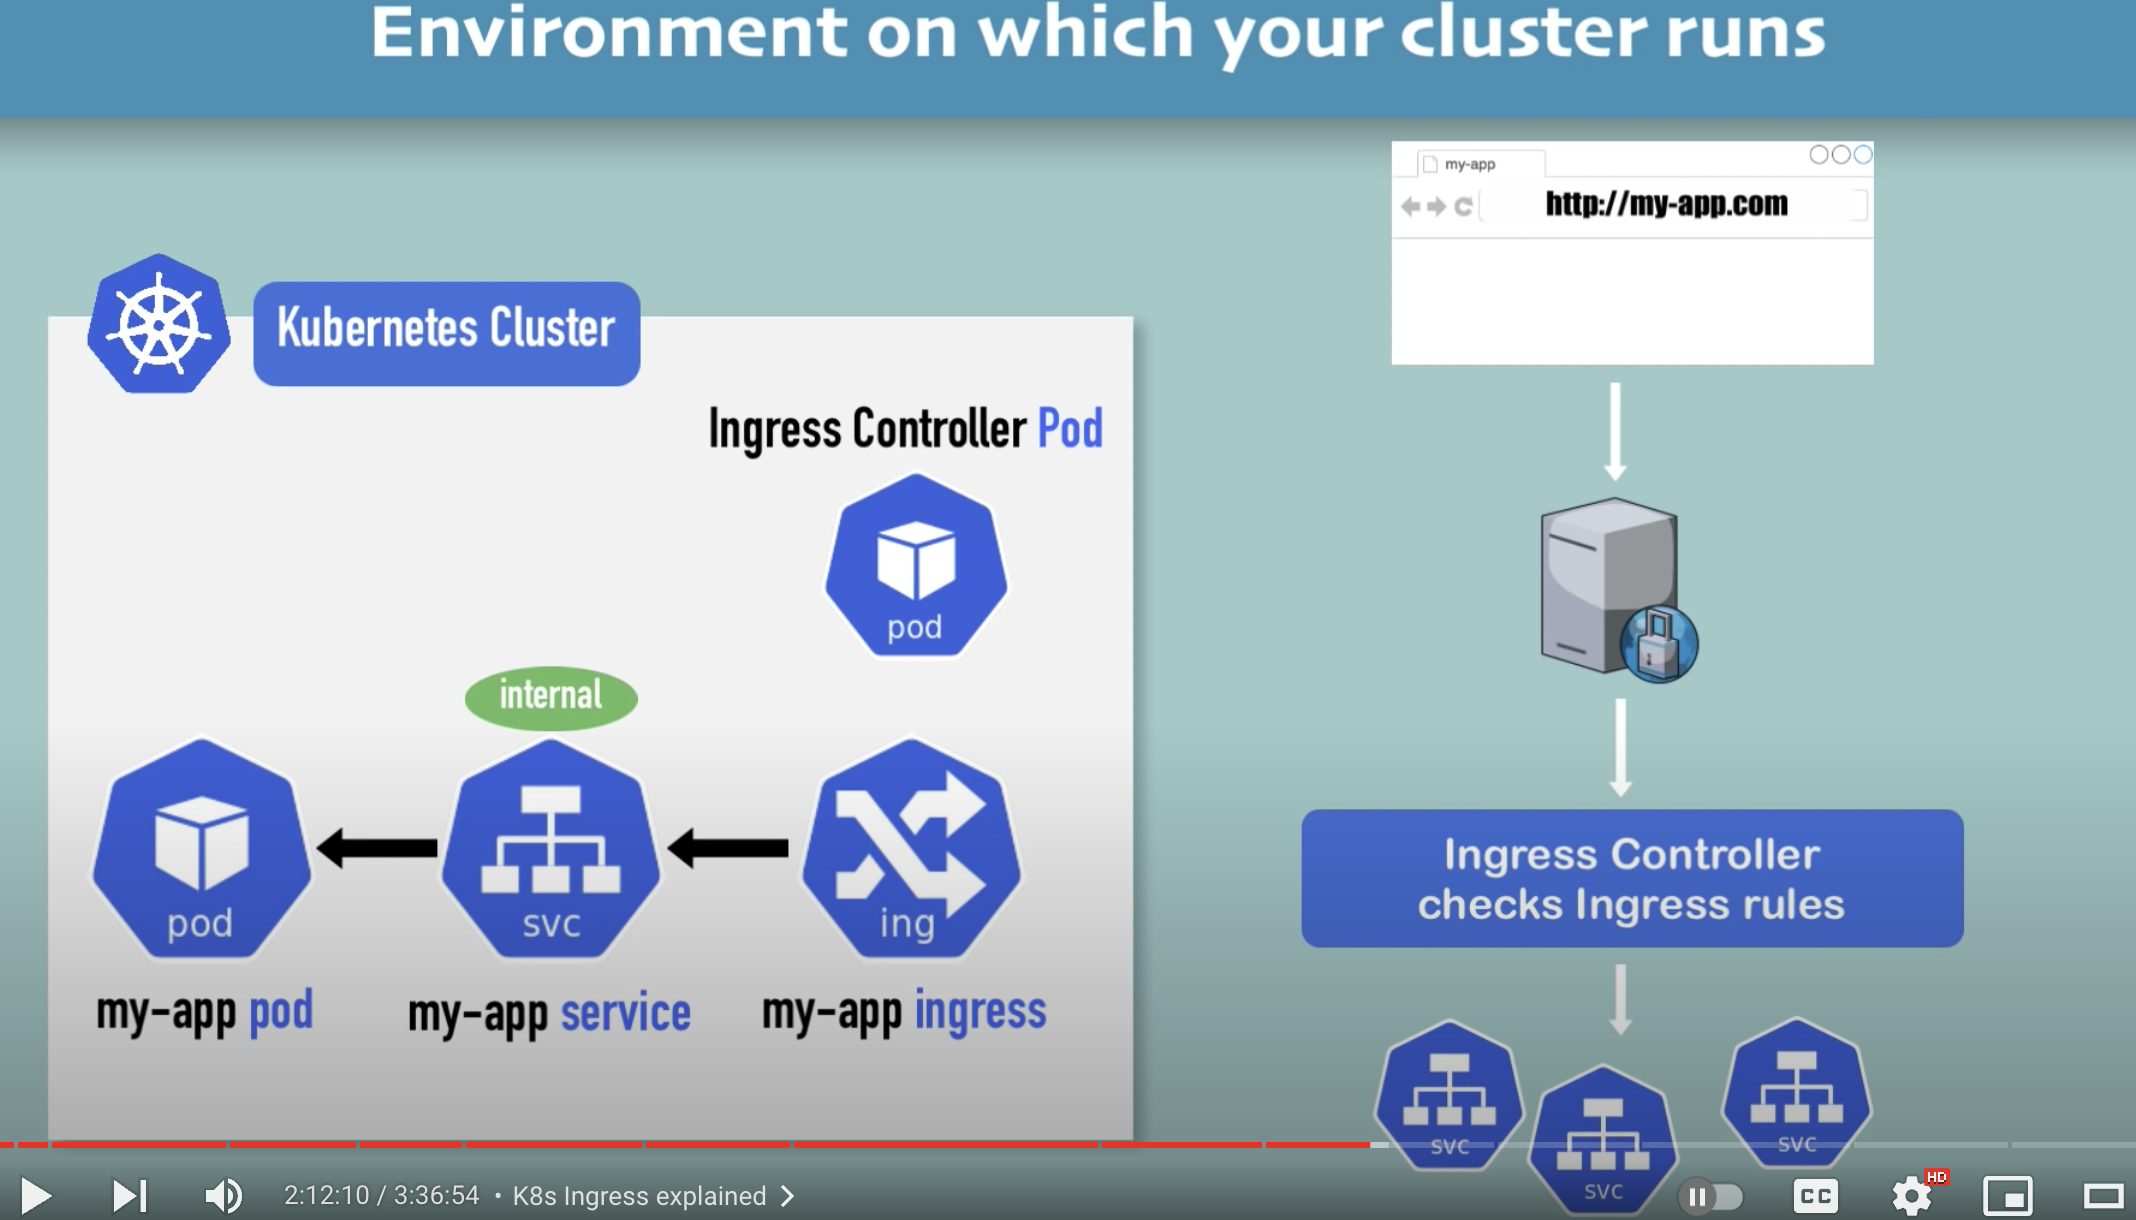 Environment on which your cluster runs
my-app
http://my-app.com
Kubernetes Cluster
Ingress Controller Pod
pod
internal
pod
svc
ing
my-app pod
my-app service
my-app ingress
Ingress Controller
checks Ingress rules
svc
svc
svc
2:12:10 / 3:36:54 • K8s Ingress explained
CC
HD